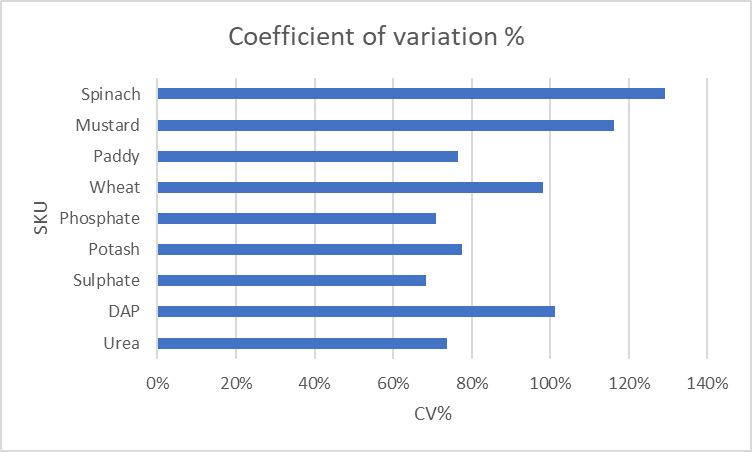 Coefficient of variation %
SKU
Spinach
Mustard
Paddy
Wheat
Phosphate
Potash
Sulphate
DAP
Urea
0% 20% 40% 60% 80% 100% 120% 140%
CV%